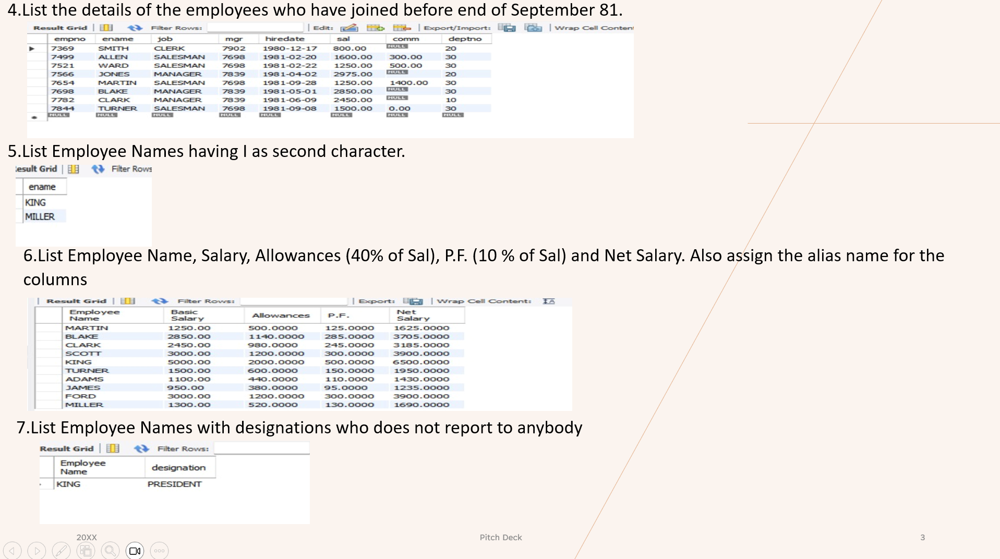 4.List the details of the employees who have joined before end of September 81.
Result Grid | Filter Rows: | Edit: | Export/Import: | Wrap Cell Conten
empno ename job mgr hiredate sal comm deptno
7369 SMITH CLERK 7902 1980-12-17 800.00 NULL 20
7499 ALLEN SALESMAN 7698 1981-02-20 1600.00 300.00 30
7521 WARD SALESMAN 7698 1981-02-22 1250.00 500.00 30
7566 JONES MANAGER 7839 1981-04-02 2975.00 NULL 20
7654 MARTIN SALESMAN 7698 1981-09-28 1250.00 1400.00 30
7698 BLAKE MANAGER 7839 1981-05-01 2850.00 NULL 30
7782 CLARK MANAGER 7839 1981-06-09 2450.00 NULL 10
7844 TURNER SALESMAN 7698 1981-09-08 1500.00 0.00 30
NULL NULL NULL NULL NULL NULL NULL NULL
5.List Employee Names having I as second character.
esult Grid | Filter Rows
ename
KING
MILLER
6.List Employee Name, Salary, Allowances (40% of Sal), P.F. (10 % of Sal) and Net Salary. Also assign the alias name for the
columns
| Result Grid | Filter Rows: | Export: | Wrap Cell Content: IA
Employee Name Basic Salary Allowances P.F. Net Salary
MARTIN 1250.00 500.0000 125.0000 1625.0000
BLAKE 2850.00 1140.0000 285.0000 3705.0000
CLARK 2450.00 980.0000 245.0000 3185.0000
SCOTT 3000.00 1200.0000 300.0000 3900.0000
KING 5000.00 2000.0000 500.0000 6500.0000
TURNER 1500.00 600.0000 150.0000 1950.0000
ADAMS 1100.00 440.0000 110.0000 1430.0000
JAMES 950.00 380.0000 95.0000 1235.0000
FORD 3000.00 1200.0000 300.0000 3900.0000
MILLER 1300.00 520.0000 130.0000 1690.0000
7.List Employee Names with designations who does not report to anybody
Result Grid | Filter Rows:
Employee Name designation
KING PRESIDENT
20XX Pitch Deck 3